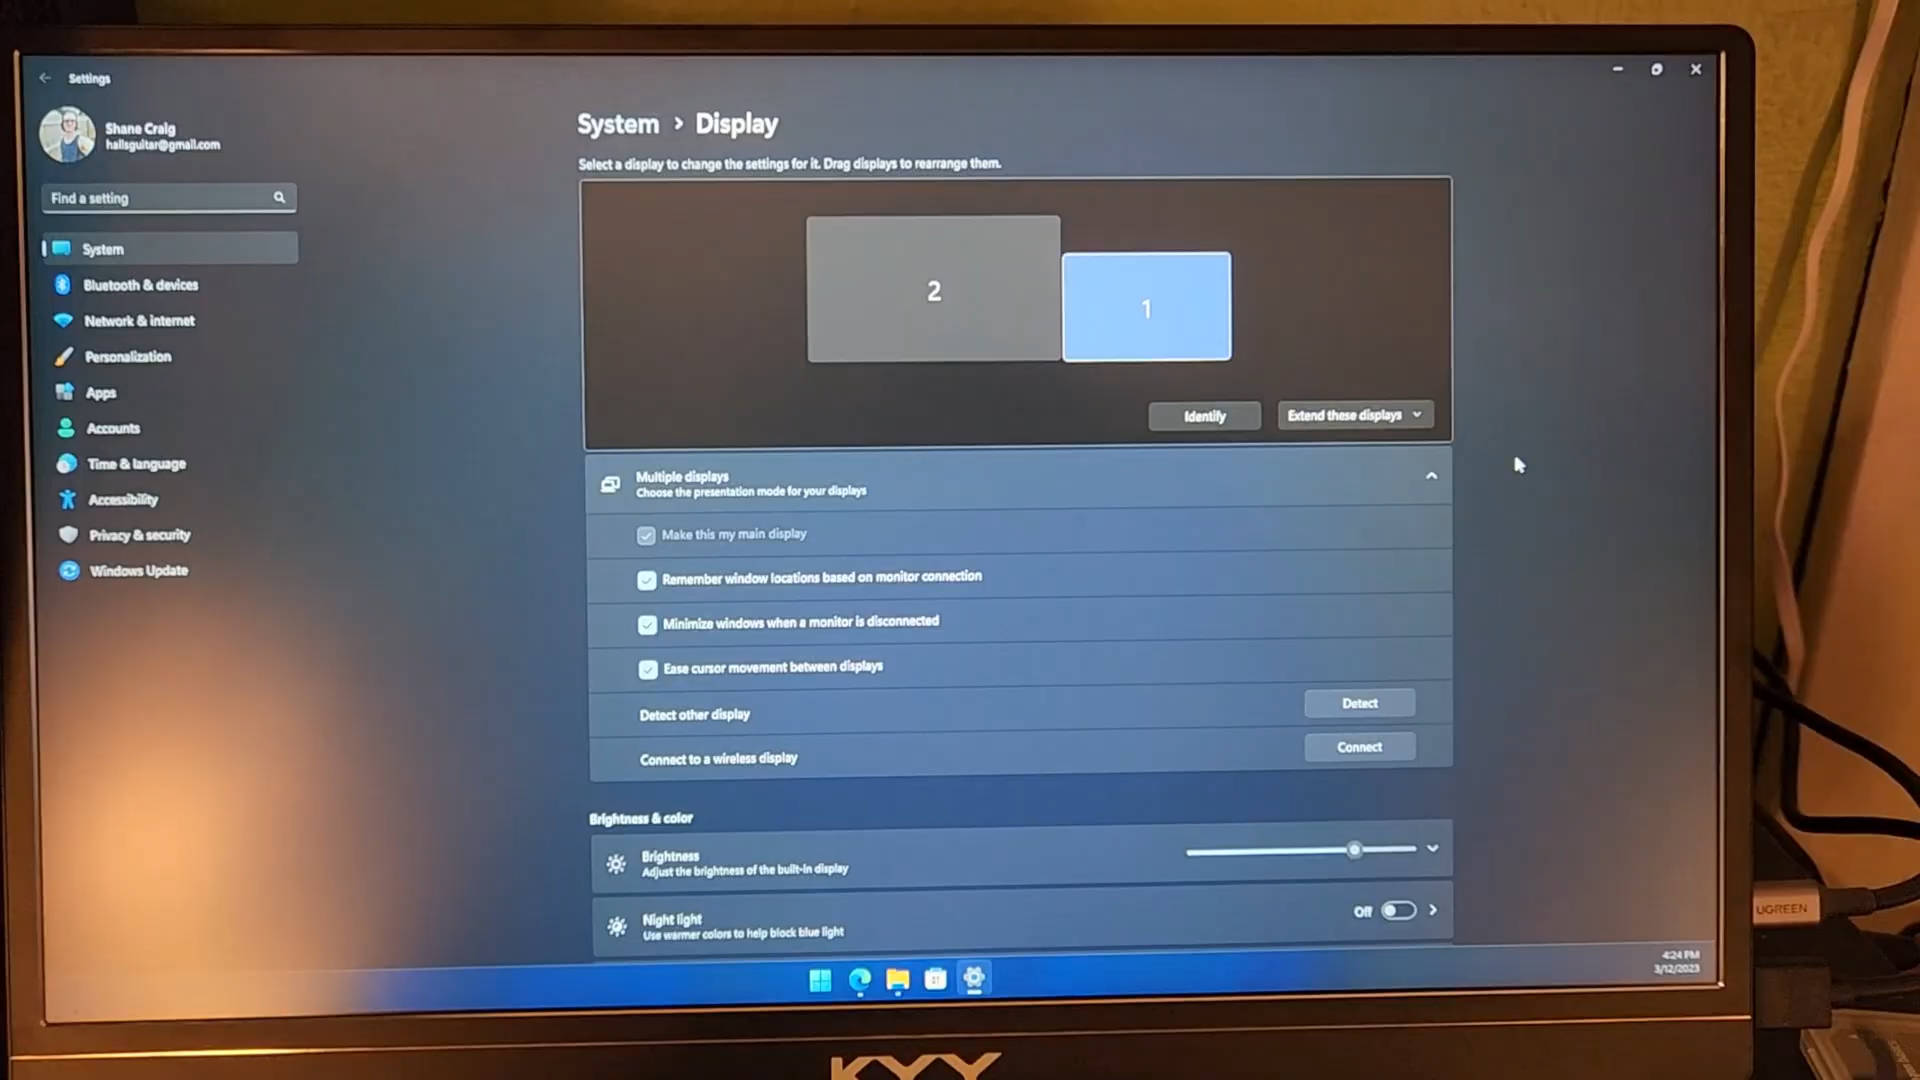 Settings
Shane Craig
hallsguitar@gmail.com
Find a setting
System
Bluetooth & devices
Network & internet
Personalization
Apps
Accounts
Time & language
Accessibility
Privacy & security
Windows Update
System > Display
Select a display to change the settings for it. Drag displays to rearrange them.
2
1
Identify
Extend these displays
Multiple displays
Choose the presentation mode for your displays
Make this my main display
Remember window locations based on monitor connection
Minimize windows when a monitor is disconnected
Ease cursor movement between displays
Detect other display
Detect
Connect to a wireless display
Connect
Brightness & color
Brightness
Adjust the brightness of the built-in display
Night light
Use warmer colors to help block blue light
Off
4:24 PM
3/12/2023
UGREEN
KYY